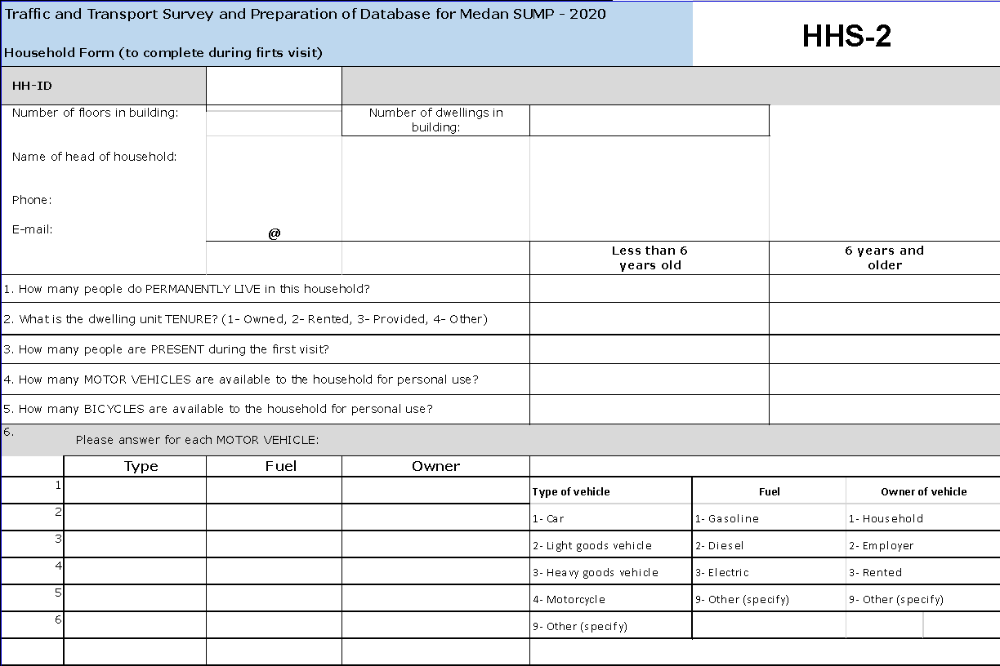 Traffic and Transport Survey and Preparation of Database for Medan SUMP - 2020
HHS-2
Household Form (to complete during firts visit)
HH-ID
Number of floors in building:
Number of dwellings in
building:
Name of head of household:
Phone:
E-mail:
@
Less than 6
years old
6 years and
older
1. How many people do PERMANENTLY LIVE in this household?
2. What is the dwelling unit TENURE? (1- Owned, 2- Rented, 3- Provided, 4- Other)
3. How many people are PRESENT during the first visit?
4. How many MOTOR VEHICLES are available to the household for personal use?
5. How many BICYCLES are available to the household for personal use?
6.
Please answer for each MOTOR VEHICLE:
Type Fuel Owner
1
Type of vehicle Fuel Owner of vehicle
2
1- Car 1- Gasoline 1- Household
3
2- Light goods vehicle 2- Diesel 2- Employer
4
3- Heavy goods vehicle 3- Electric 3- Rented
5
4- Motorcycle 9- Other (specify) 9- Other (specify)
6
9- Other (specify)